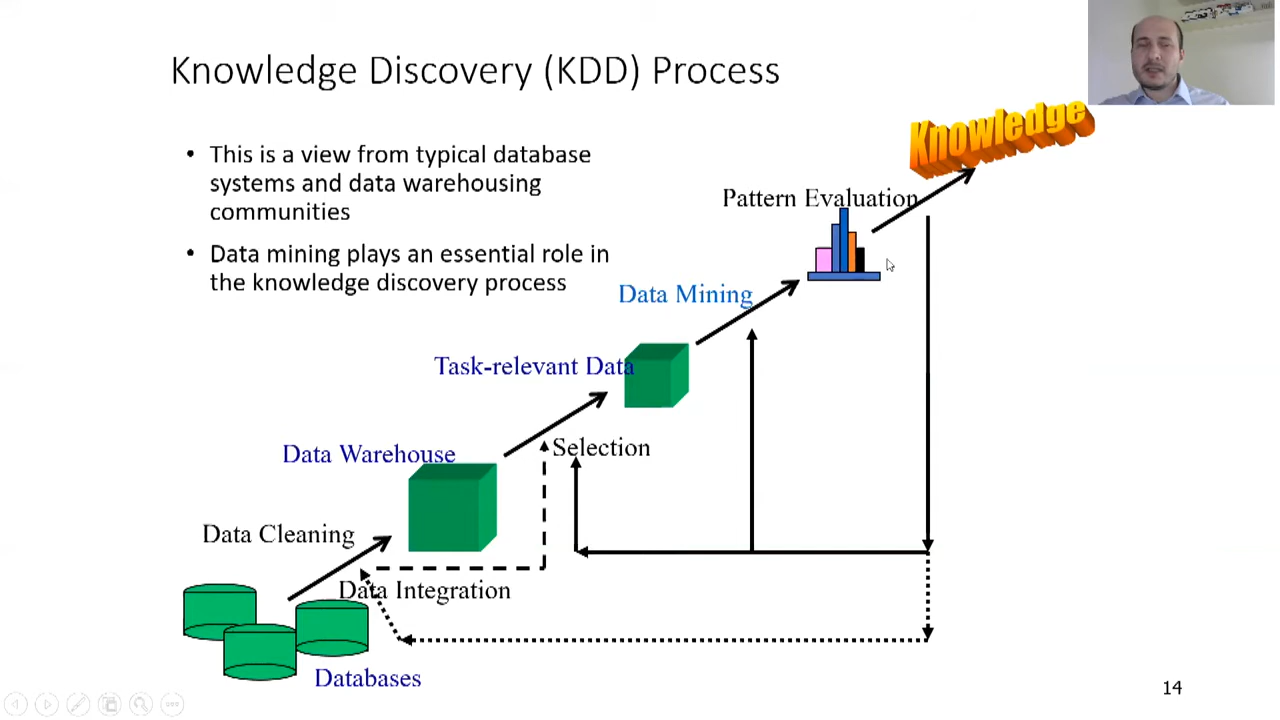 Knowledge Discovery (KDD) Process
Knowledge
• This is a view from typical database
systems and data warehousing
communities
• Data mining plays an essential role in
the knowledge discovery process
Pattern Evaluation
Data Mining
Task-relevant Data
Selection
Data Warehouse
Data Cleaning
Data Integration
Databases
14